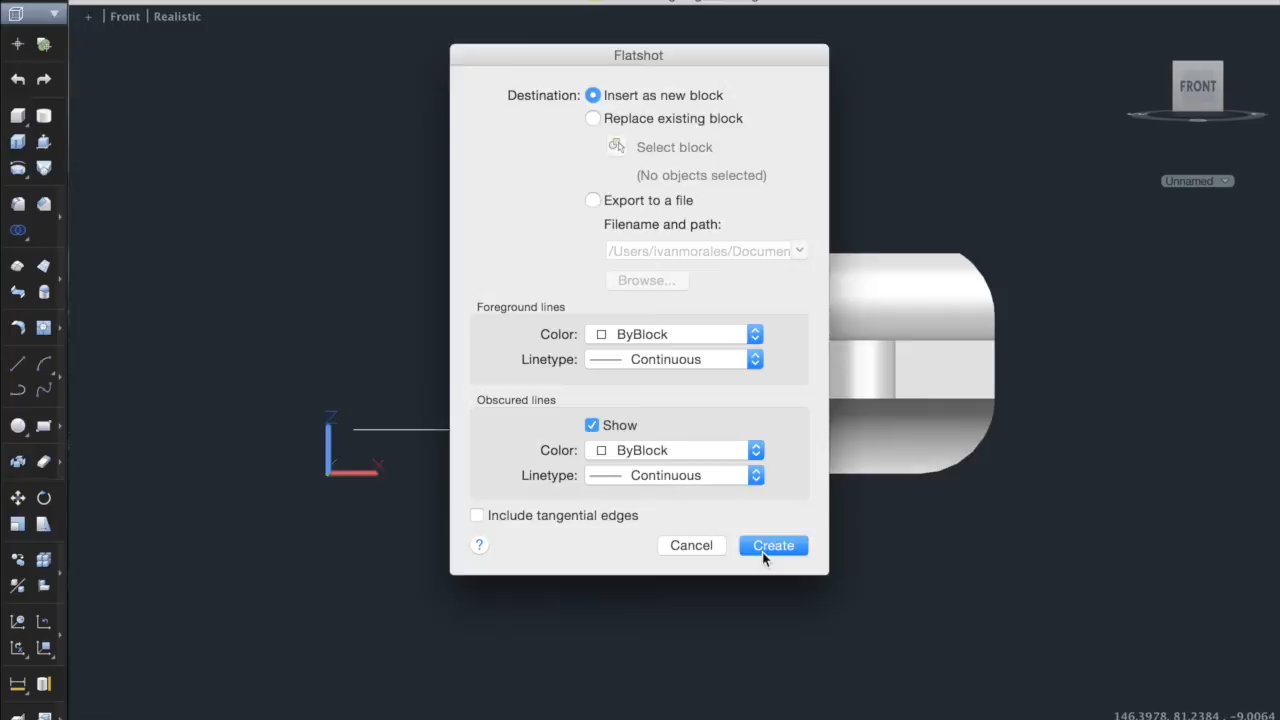 + | Front | Realistic
Flatshot
FRONT
Destination: Insert as new block
Replace existing block
Select block
(No objects selected)
Unnamed
Export to a file
Filename and path:
/Users/ivanmorales/Documen
Browse...
Foreground lines
Color: ByBlock
Linetype: Continuous
Obscured lines
Show
Z
Color: ByBlock
X
Linetype: Continuous
Include tangential edges
? Cancel Create
146.3978, 81.2384 , -9.0064